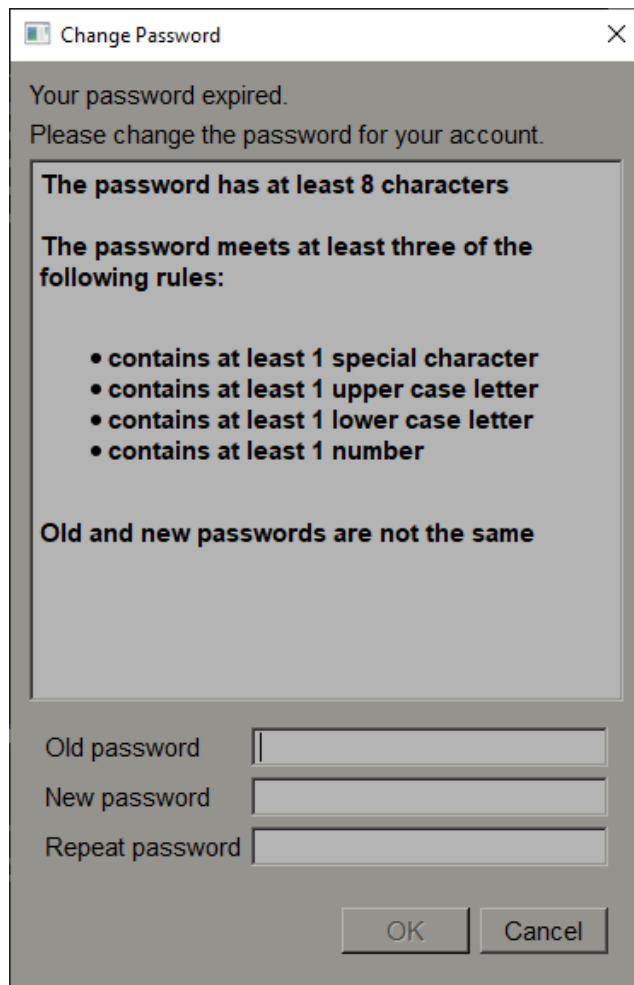 Change Password
Your password expired.
Please change the password for your account.
The password has at least 8 characters
The password meets at least three of the
following rules:
• contains at least 1 special character
• contains at least 1 upper case letter
• contains at least 1 lower case letter
• contains at least 1 number
Old and new passwords are not the same
Old password
New password
Repeat password
OK Cancel